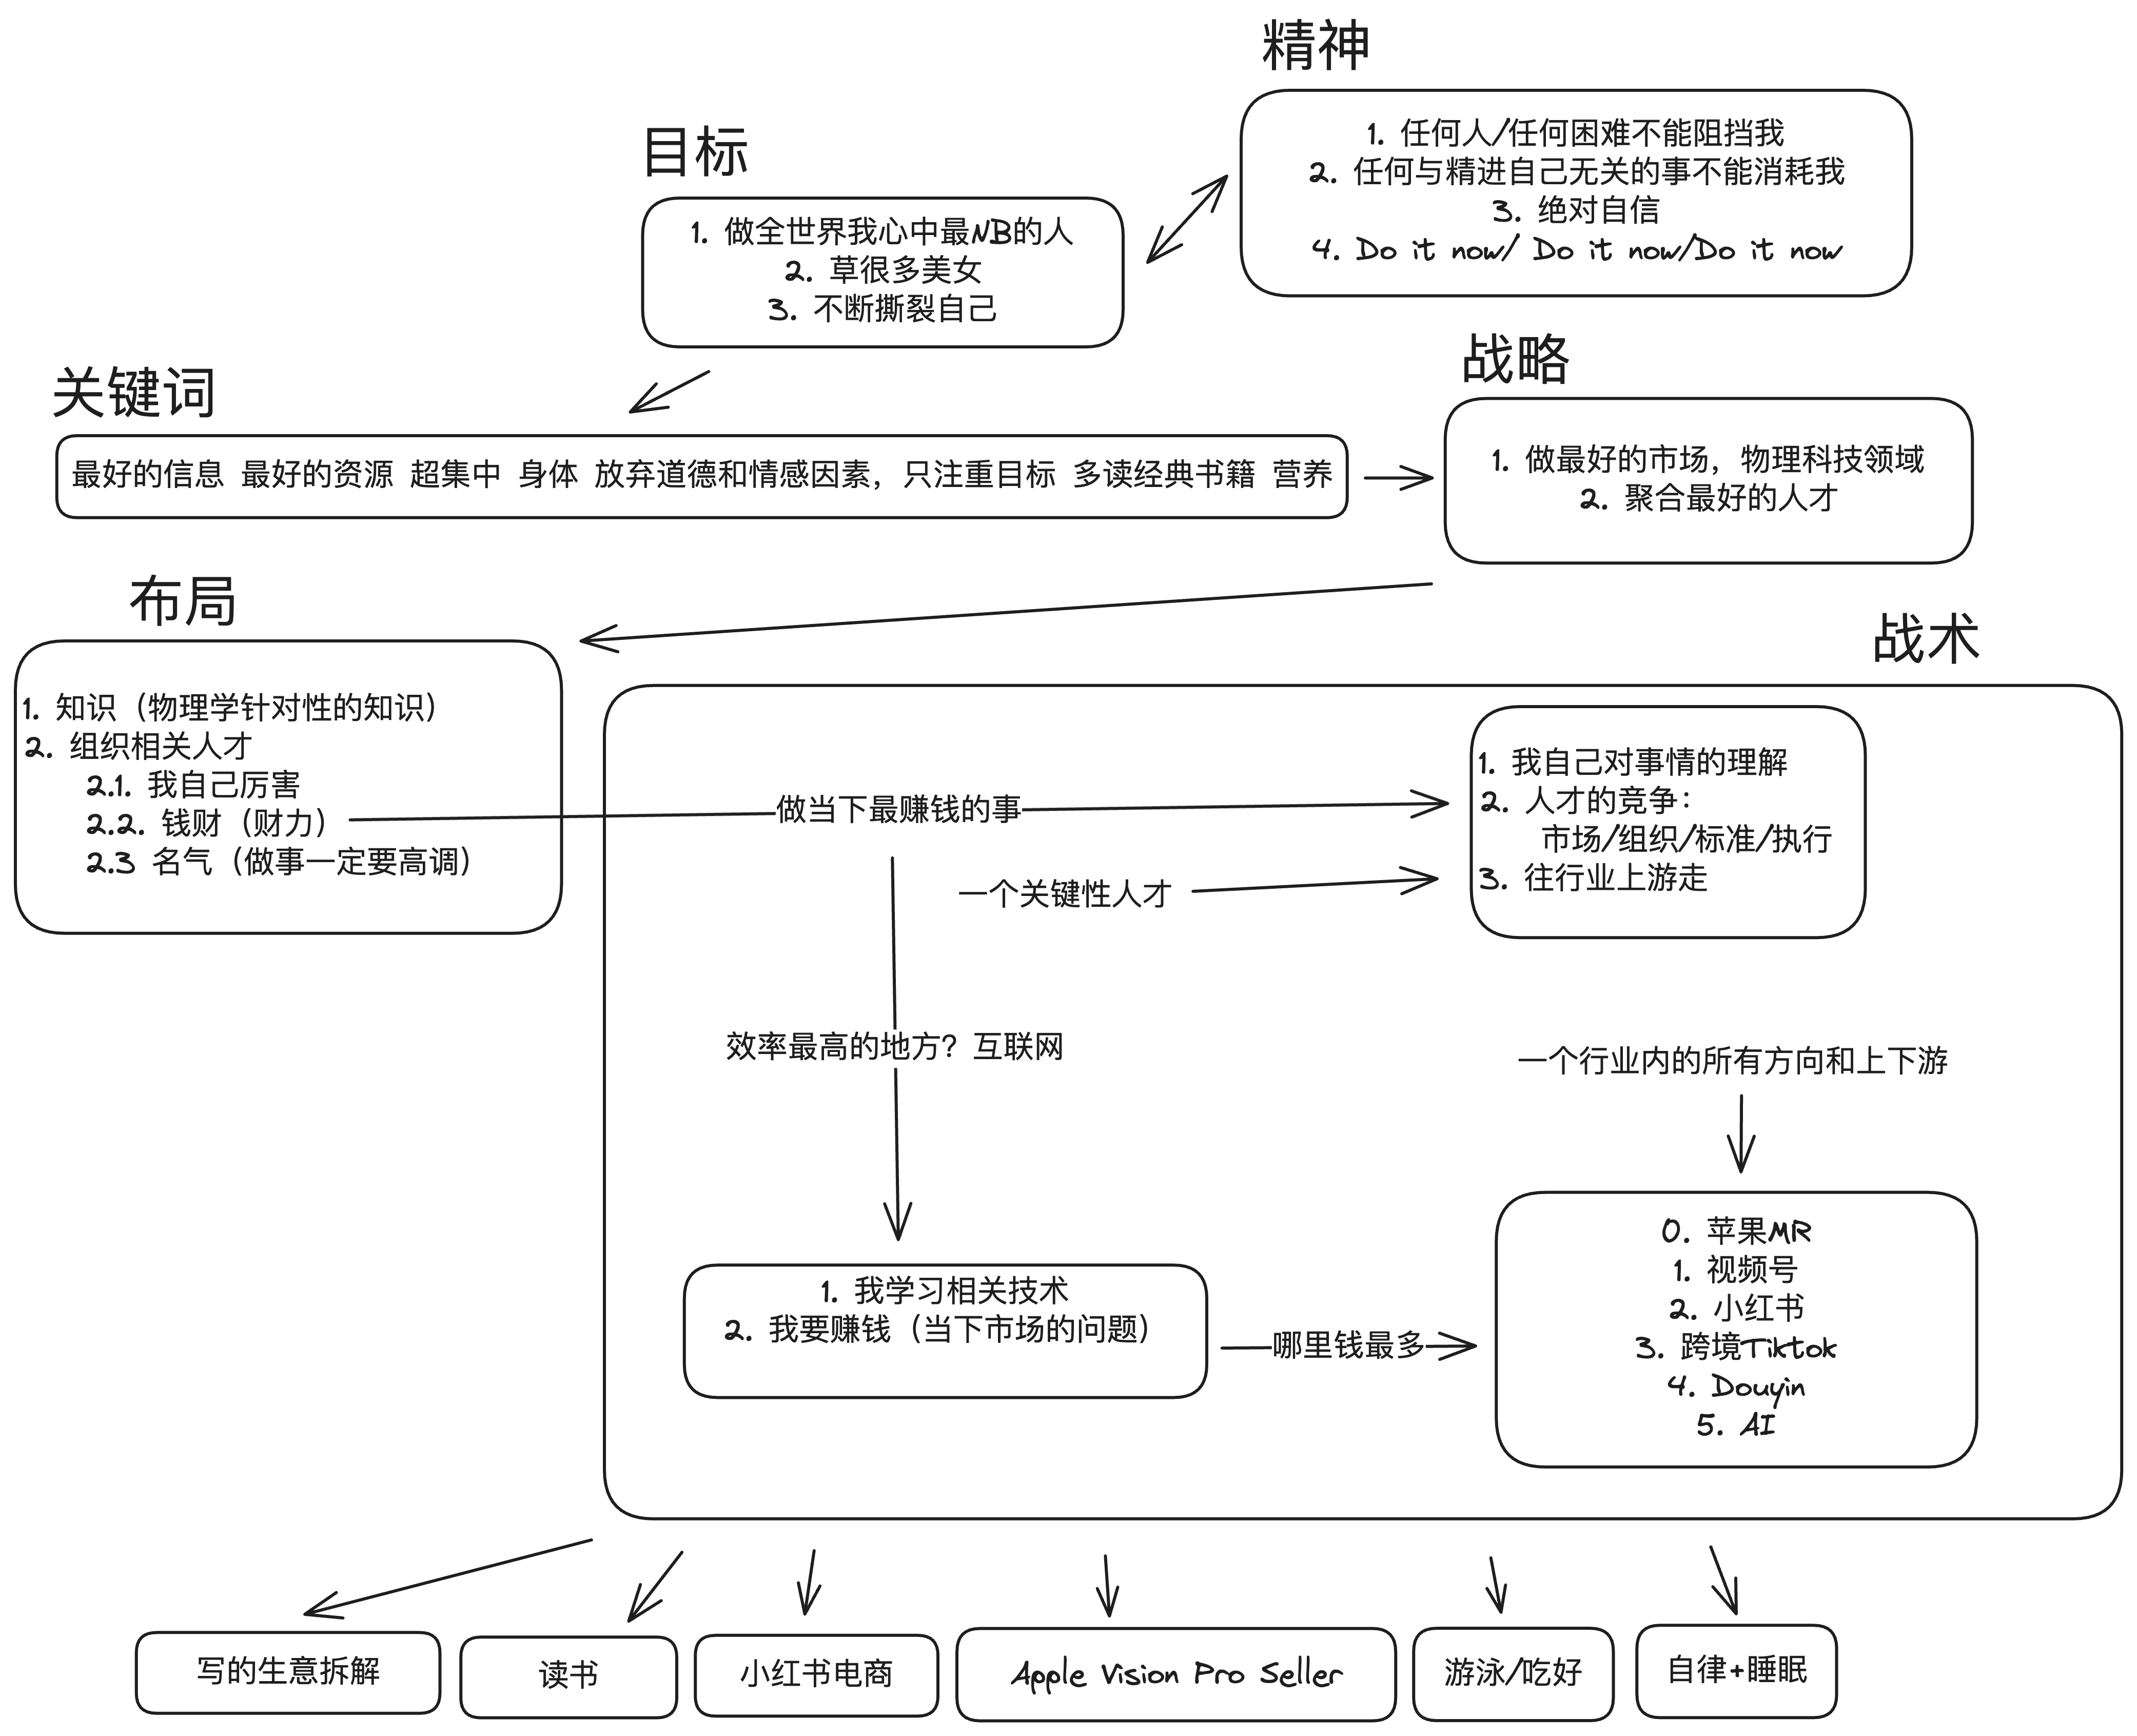 精神
1. 任何人/任何困难不能阻挡我
2. 任何与精进自己无关的事不能消耗我
3. 绝对自信
4. Do it now/ Do it now/Do it now
目标
1. 做全世界我心中最NB的人
2. 草很多美女
3. 不断撕裂自己
关键词
最好的信息 最好的资源 超集中 身体 放弃道德和情感因素，只注重目标 多读经典书籍 营养
战略
1. 做最好的市场，物理科技领域
2. 聚合最好的人才
布局
1. 知识（物理学针对性的知识）
2. 组织相关人才
2.1. 我自己厉害
2.2. 钱财（财力）
2.3 名气（做事一定要高调）
战术
做当下最赚钱的事
一个关键性人才
1. 我自己对事情的理解
2. 人才的竞争：
市场/组织/标准/执行
3. 往行业上游走
效率最高的地方？互联网
一个行业内的所有方向和上下游
1. 我学习相关技术
2. 我要赚钱（当下市场的问题）
哪里钱最多
0. 苹果MR
1. 视频号
2. 小红书
3. 跨境Tiktok
4. Douyin
5. AI
写的生意拆解
读书
小红书电商
Apple Vision Pro Seller
游泳/吃好
自律+睡眠